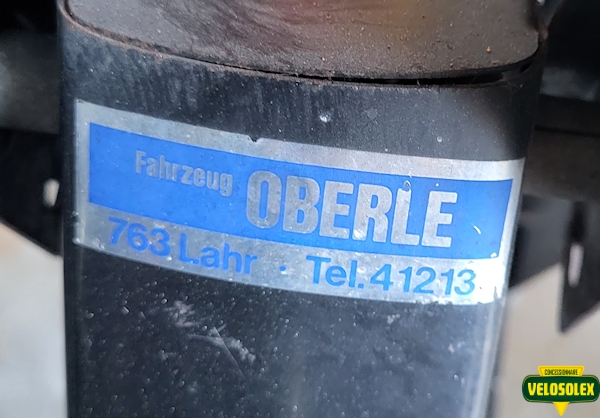 Fahrzeug OBERLE
763 Lahr · Tel. 41213
CONCESSIONNAIRE
VELOSOLEX